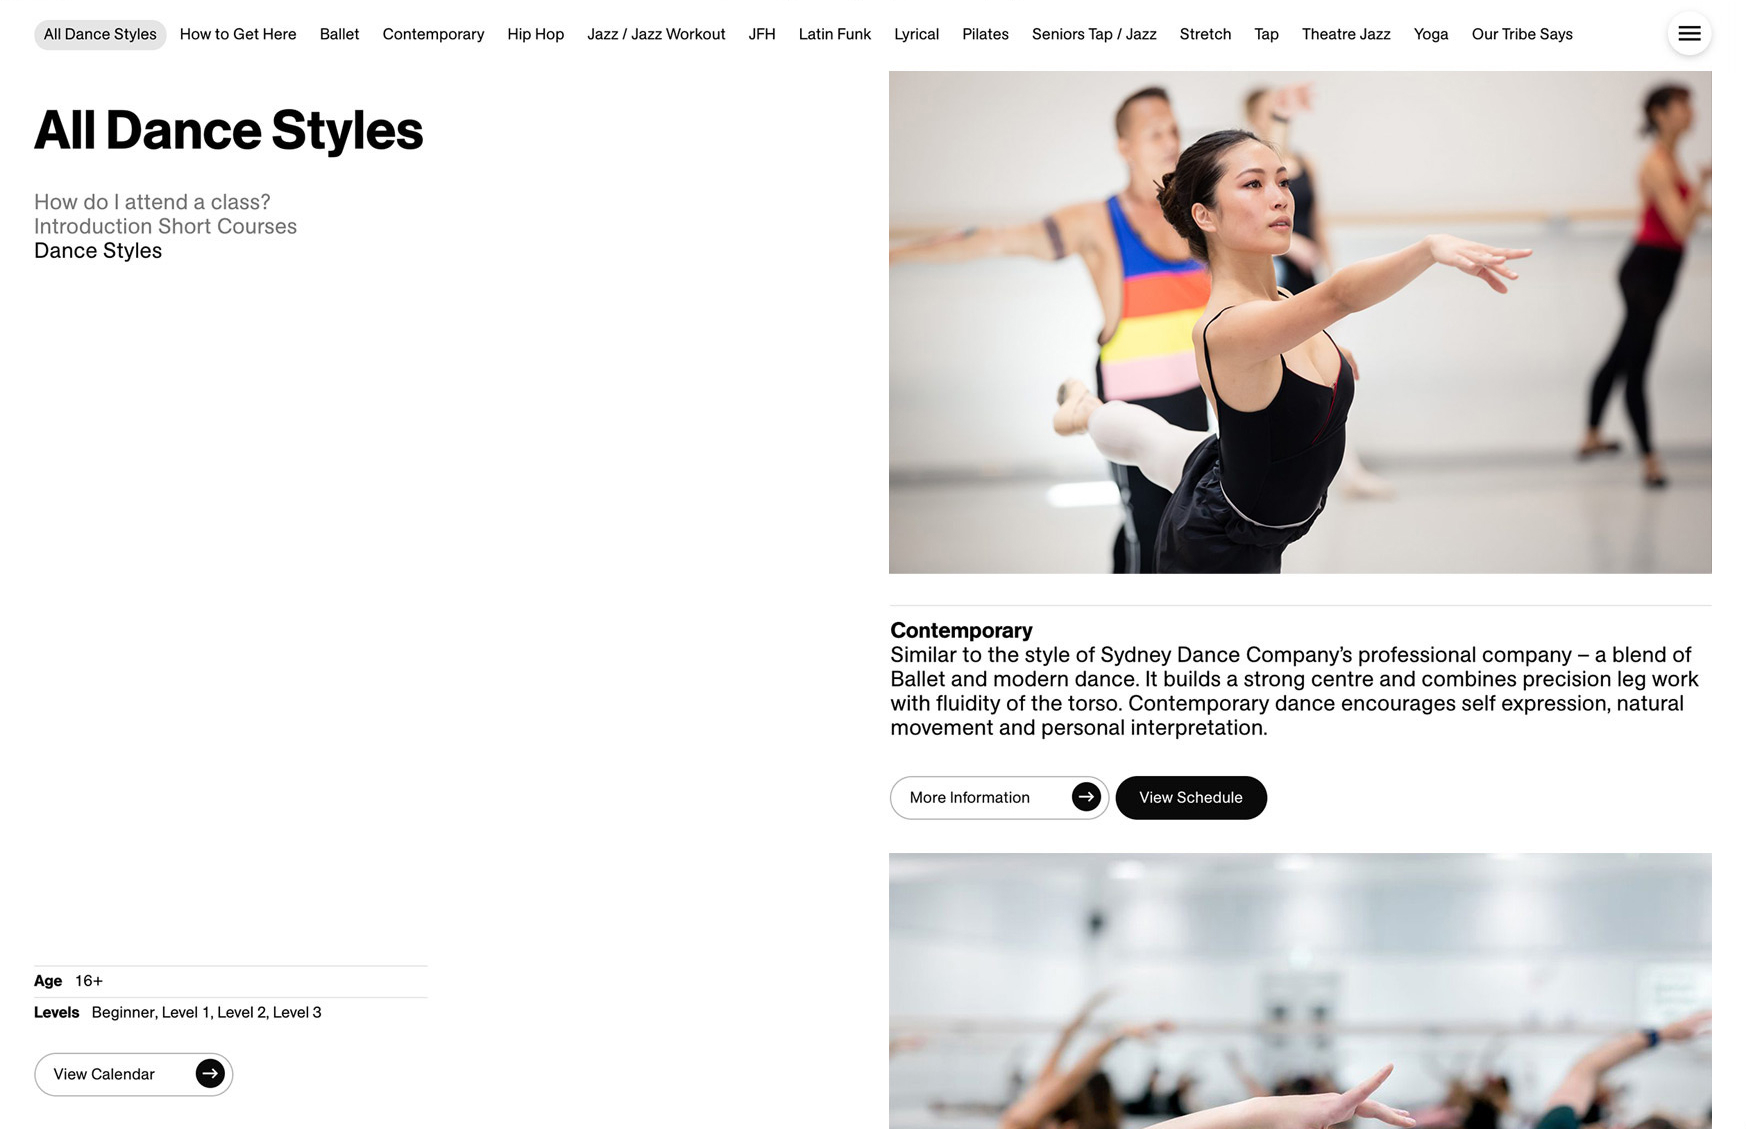 All Dance Styles How to Get Here Ballet Contemporary Hip Hop Jazz / Jazz Workout JFH Latin Funk Lyrical Pilates Seniors Tap / Jazz Stretch Tap Theatre Jazz Yoga Our Tribe Says
All Dance Styles
How do I attend a class?
Introduction Short Courses
Dance Styles
Age 16+
Levels Beginner, Level 1, Level 2, Level 3
View Calendar
Contemporary
Similar to the style of Sydney Dance Company’s professional company – a blend of
Ballet and modern dance. It builds a strong centre and combines precision leg work
with fluidity of the torso. Contemporary dance encourages self expression, natural
movement and personal interpretation.
More Information
View Schedule